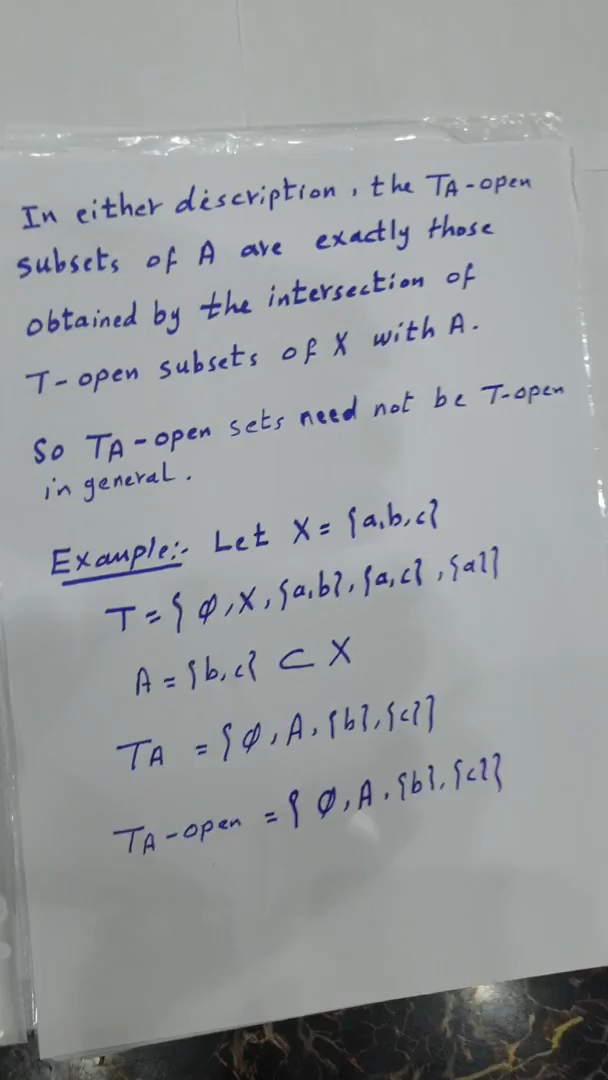 In either description, the TA-open
subsets of A are exactly those
obtained by the intersection of
T-open subsets of X with A.
So TA-open sets need not be T-open
in general.
Example:- Let X = {a,b,c}
T = { Ø, X, {a,b}, {a,c}, {a}}
A = {b,c} ⊂ X
TA = {Ø, A, {b}, {c}}
TA-open = { Ø, A, {b}, {c}}